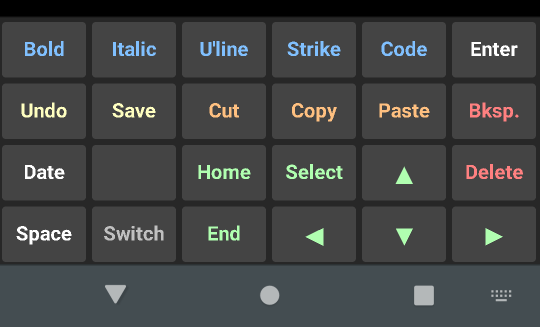 Bold Italic U'line Strike Code Enter
Undo Save Cut Copy Paste Bksp.
Date Home Select ▲ Delete
Space Switch End ◀ ▼ ▶